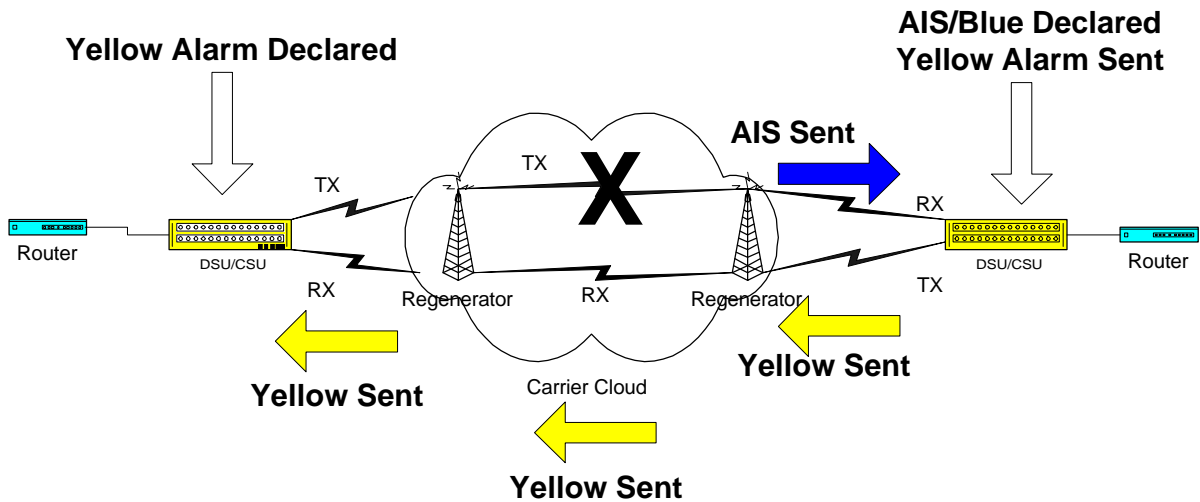 Yellow Alarm Declared
AIS/Blue Declared
Yellow Alarm Sent
AIS Sent
TX
TX
RX
Router
DSU/CSU
RX
Regenerator
RX
Regenerator
TX
DSU/CSU
Router
Yellow Sent
Carrier Cloud
Yellow Sent
Yellow Sent